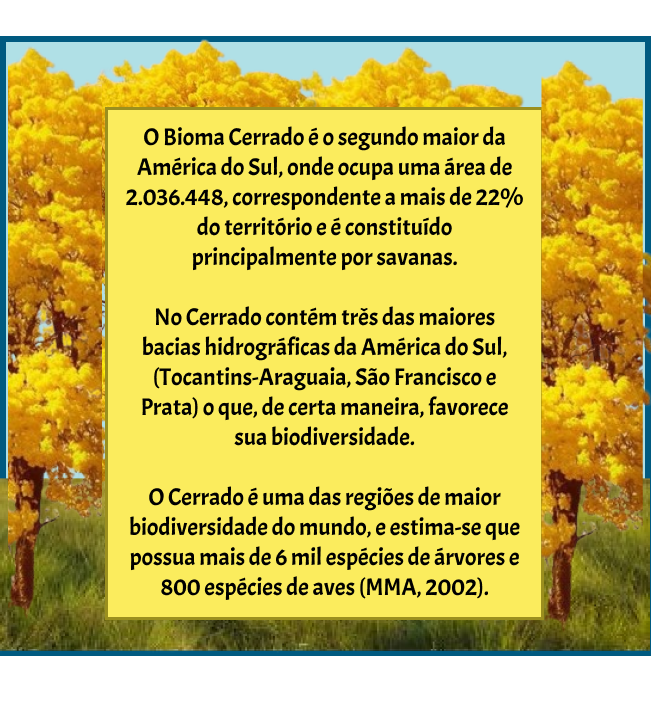 O Bioma Cerrado é o segundo maior da
América do Sul, onde ocupa uma área de
2.036.448, correspondente a mais de 22%
do território e é constituído
principalmente por savanas.
No Cerrado contém três das maiores
bacias hidrográficas da América do Sul,
(Tocantins-Araguaia, São Francisco e
Prata) o que, de certa maneira, favorece
sua biodiversidade.
O Cerrado é uma das regiões de maior
biodiversidade do mundo, e estima-se que
possua mais de 6 mil espécies de árvores e
800 espécies de aves (MMA, 2002).